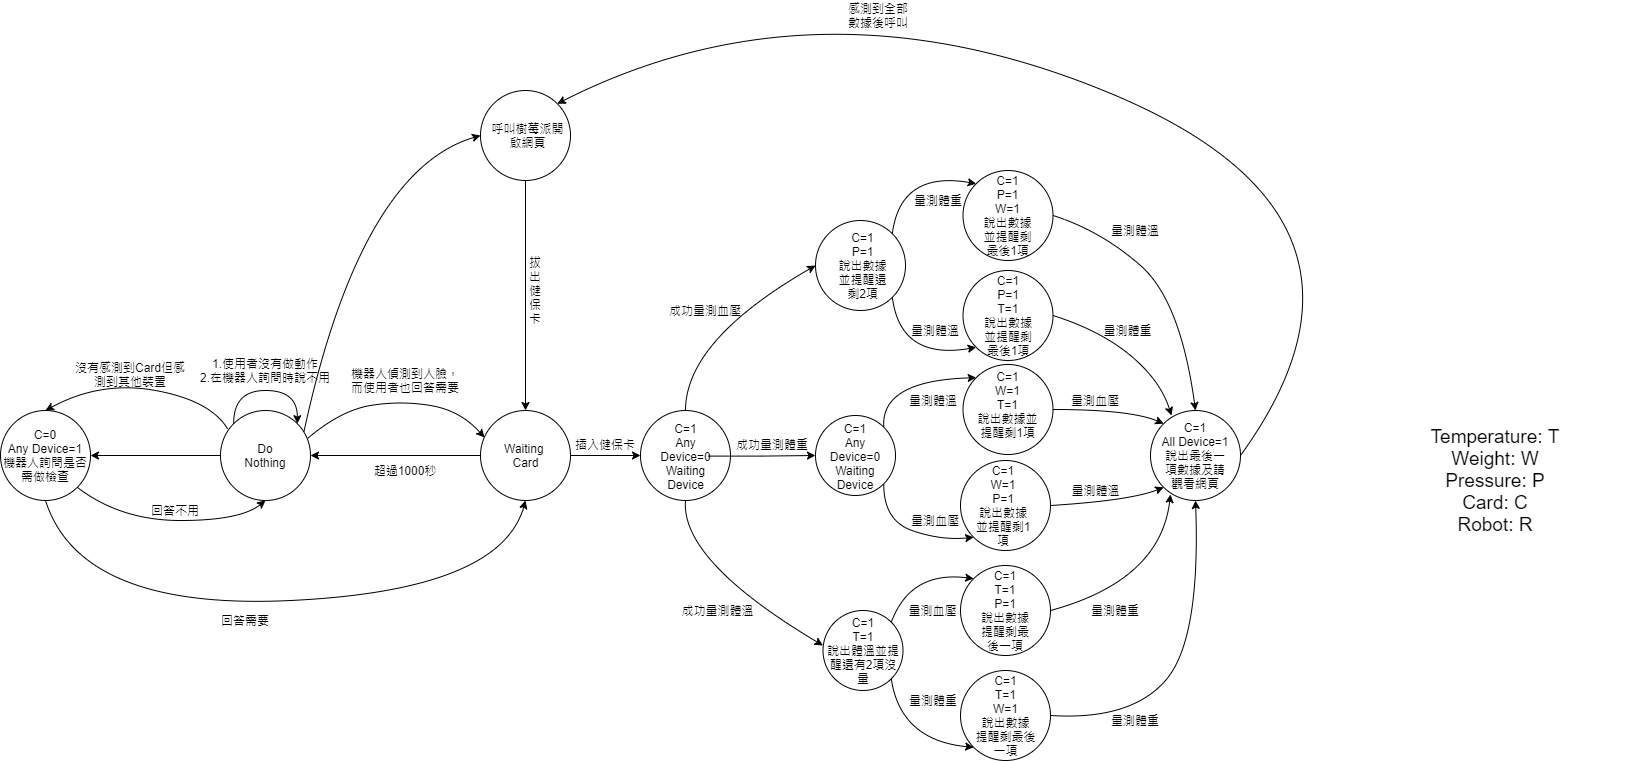 感測到全部
數據後呼叫
呼叫樹莓派開
啟網頁
拔
出
健
保
卡
沒有感測到Card但感
測到其他裝置
1.使用者沒有做動作
2.在機器人詢問時說不用
機器人偵測到人臉，
而使用者也回答需要
C=0
Any Device=1
機器人詢問是否
需做檢查
Do
Nothing
Waiting
Card
超過1000秒
回答不用
回答需要
插入健保卡
C=1
Any
Device=0
Waiting
Device
成功量測血壓
成功量測體重
成功量測體溫
C=1
P=1
說出數據
並提醒還
剩2項
量測體重
量測體溫
C=1
P=1
W=1
說出數據
並提醒剩
最後1項
量測體溫
C=1
P=1
T=1
說出數據
並提醒剩
最後1項
量測體重
C=1
Any
Device=0
Waiting
Device
量測體溫
量測血壓
C=1
W=1
T=1
說出數據並
提醒剩1項
量測血壓
C=1
W=1
P=1
說出數據
並提醒剩1
項
量測體溫
C=1
T=1
說出體溫並提
醒還有2項沒
量
量測血壓
量測體重
C=1
T=1
P=1
說出數據
提醒剩最
後一項
量測體重
C=1
T=1
W=1
說出數據
提醒剩最後
一項
量測體重
C=1
All Device=1
說出最後一
項數據及請
觀看網頁
Temperature: T
Weight: W
Pressure: P
Card: C
Robot: R